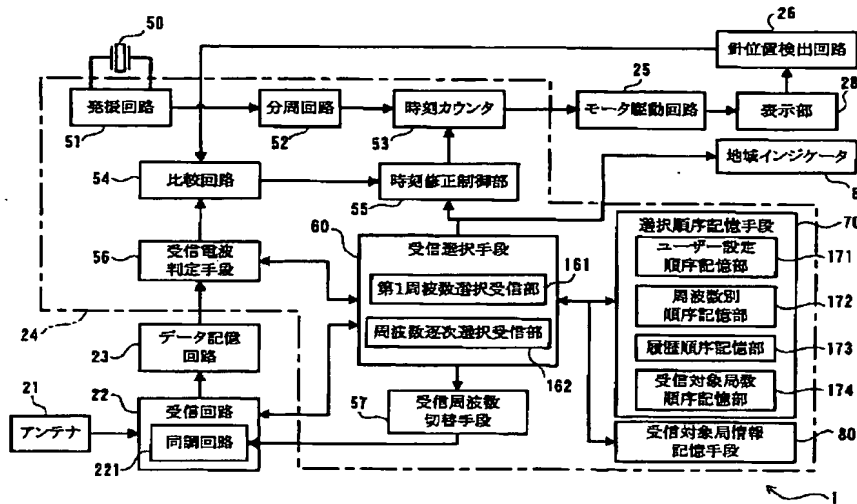 50
26
針位置検出回路
発振回路
51
分周回路
52
時刻カウンタ
53
25
モータ駆動回路
表示部
28
54
比較回路
時刻修正制御部
55
地域インジケータ
8
56
受信電波
判定手段
60
受信選択手段
第1周波数選択受信部
161
周波数逐次選択受信部
162
選択順序記憶手段
70
ユーザー設定
順序記憶部
171
周波数別
順序記憶部
172
履歴順序記憶部
173
受信対象局数
順序記憶部
174
24
23
データ記憶
回路
21
アンテナ
22
受信回路
同調回路
221
57
受信周波数
切替手段
受信対象局情報
記憶手段
80
1